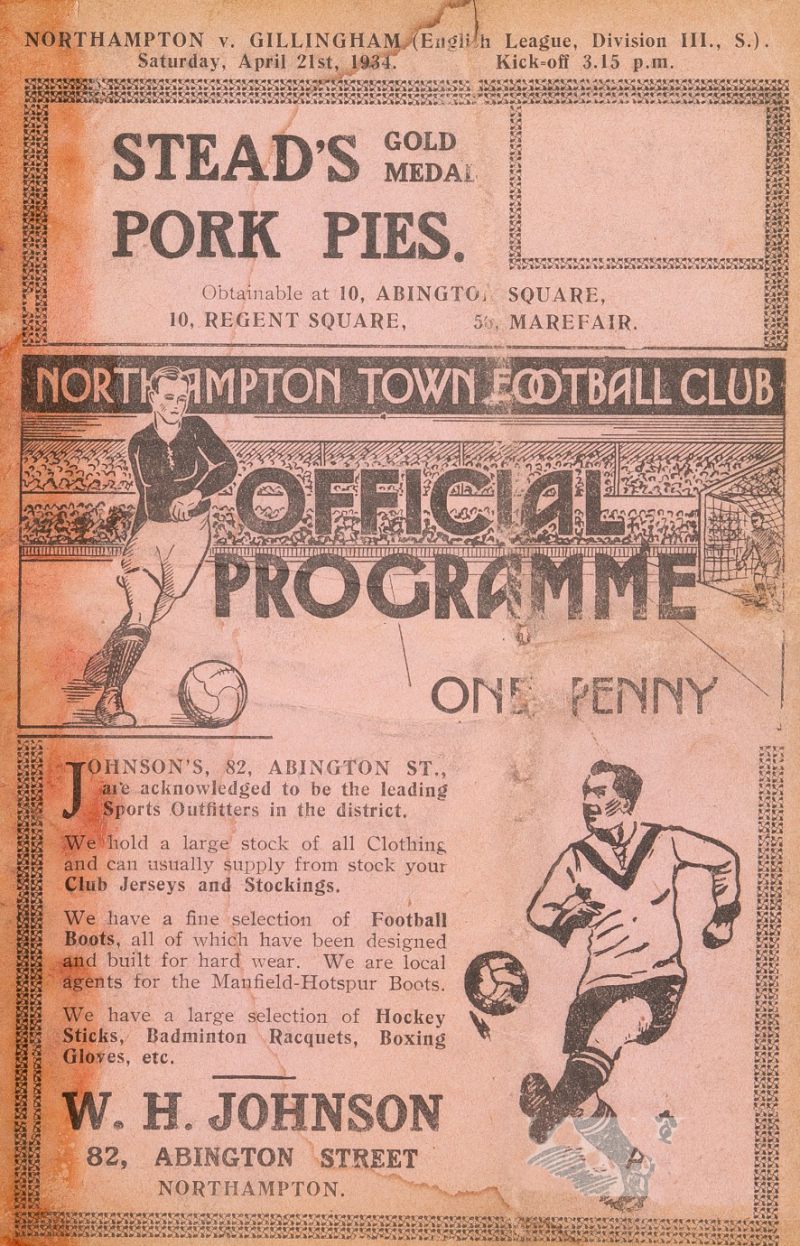 NORTHAMPTON v. GILLINGHAM (English League, Division III., S.).
Saturday, April 21st, 1934. Kick-off 3.15 p.m.
STEAD'S GOLD MEDAL
PORK PIES.
Obtainable at 10, ABINGTON SQUARE,
10, REGENT SQUARE, MAREFAIR.
NORTHAMPTON TOWN FOOTBALL CLUB
OFFICIAL
PROGRAMME
ONE PENNY
JOHNSON'S, 82, ABINGTON ST.,
are acknowledged to be the leading
Sports Outfitters in the district.
We hold a large stock of all Clothing
and can usually supply from stock your
Club Jerseys and Stockings.
We have a fine selection of Football
Boots, all of which have been designed
and built for hard wear. We are local
agents for the Manfield-Hotspur Boots.
We have a large selection of Hockey
Sticks, Badminton Racquets, Boxing
Gloves, etc.
W. H. JOHNSON
82, ABINGTON STREET
NORTHAMPTON.